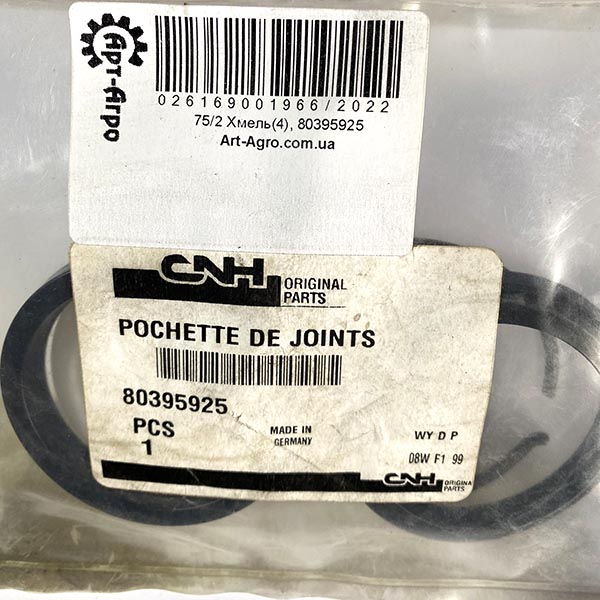 Арт-Агро
026169001966/2022
75/2 Хмель(4), 80395925
Art-Agro.com.ua
CNH ORIGINAL
PARTS
POCHETTE DE JOINTS
80395925
PCS
1
MADE IN
GERMANY
WY D P
08W F1 99
CNH ORIGINA
PARTS